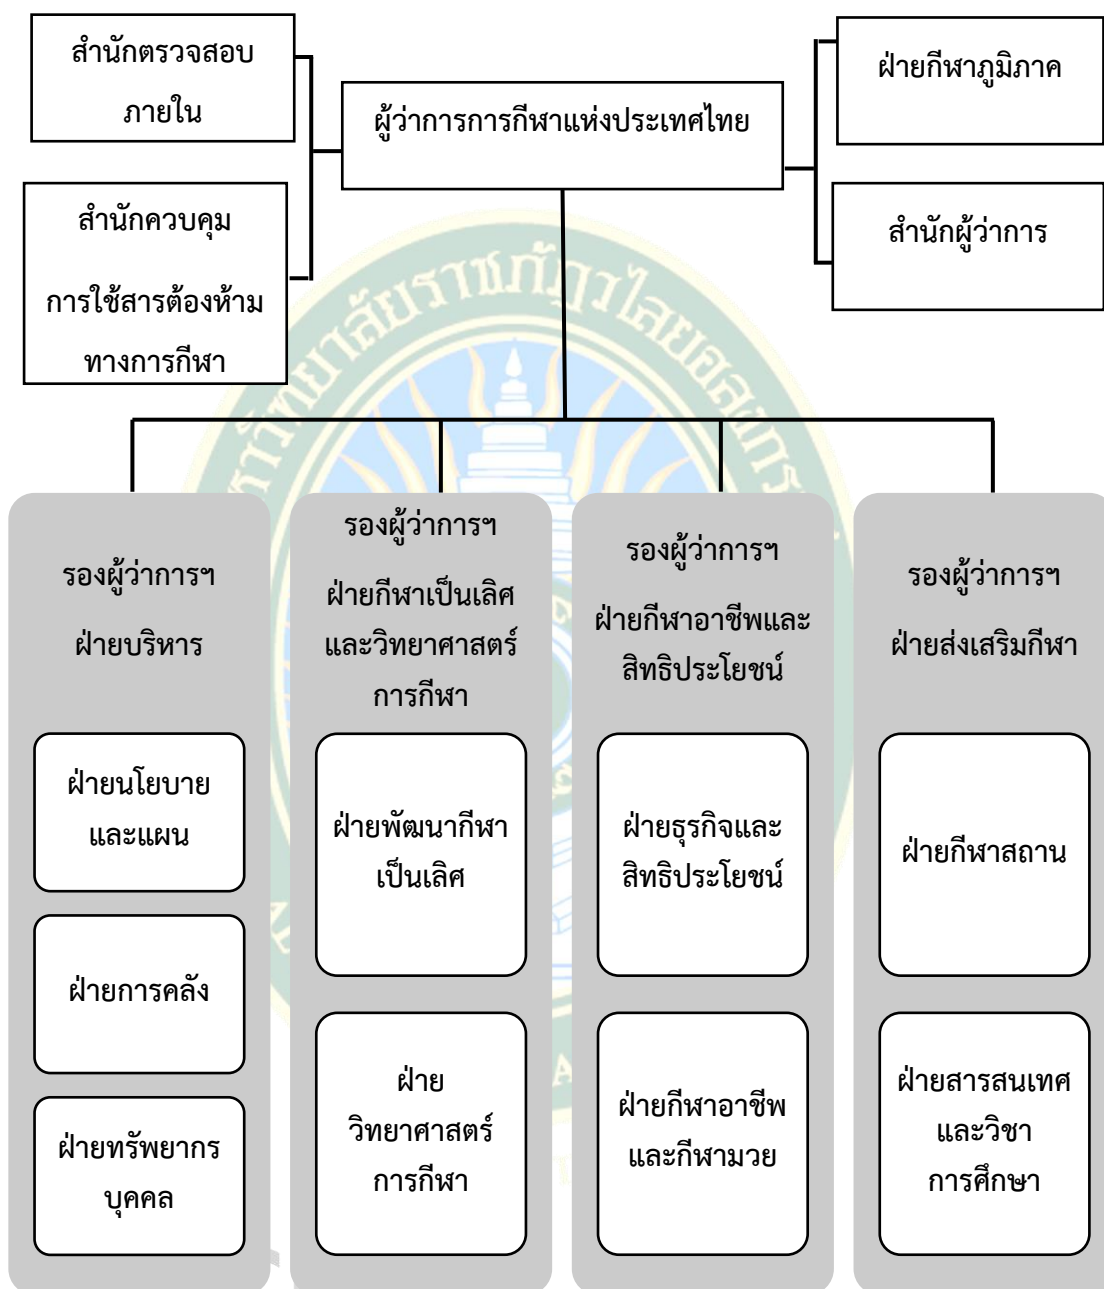 สำนักตรวจสอบ
ภายใน
ผู้ว่าการการกีฬาแห่งประเทศไทย
ฝ่ายกีฬาภูมิภาค
สำนักควบคุม
การใช้สารต้องห้าม
ทางการกีฬา
สำนักผู้ว่าการ
รองผู้ว่าการฯ
ฝ่ายบริหาร
ฝ่ายนโยบาย
และแผน
ฝ่ายการคลัง
ฝ่ายทรัพยากร
บุคคล
รองผู้ว่าการฯ
ฝ่ายกีฬาเป็นเลิศ
และวิทยาศาสตร์
การกีฬา
ฝ่ายพัฒนากีฬา
เป็นเลิศ
ฝ่าย
วิทยาศาสตร์
การกีฬา
รองผู้ว่าการฯ
ฝ่ายกีฬาอาชีพและ
สิทธิประโยชน์
ฝ่ายธุรกิจและ
สิทธิประโยชน์
ฝ่ายกีฬาอาชีพ
และกีฬามวย
รองผู้ว่าการฯ
ฝ่ายส่งเสริมกีฬา
ฝ่ายกีฬาสถาน
ฝ่ายสารสนเทศ
และวิชา
การศึกษา